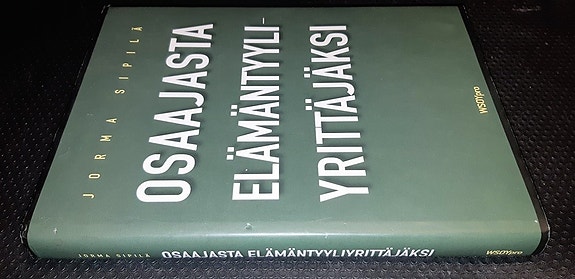 JORMA SIPILÄ
OSAAJASTA
ELÄMÄNTYYLI-
YRITTÄJÄKSI
WSOYpro
JORMA SIPILÄ OSAAJASTA ELÄMÄNTYYLIYRITTÄJÄKSI WSOYpro